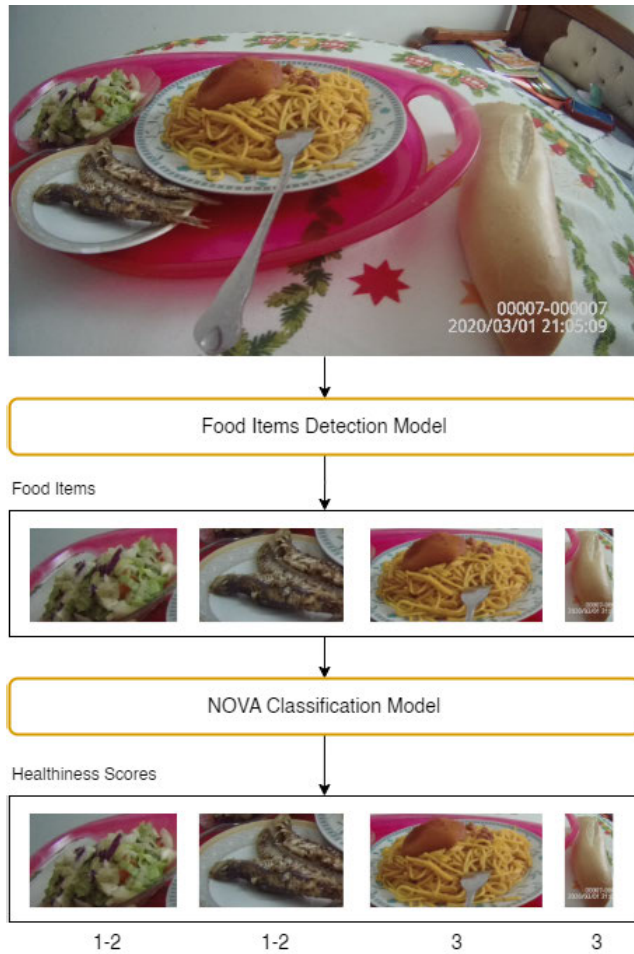 00007-000007
2020/03/01 21:05:09
Food Items Detection Model
Food Items
NOVA Classification Model
Healthiness Scores
1-2 1-2 3 3